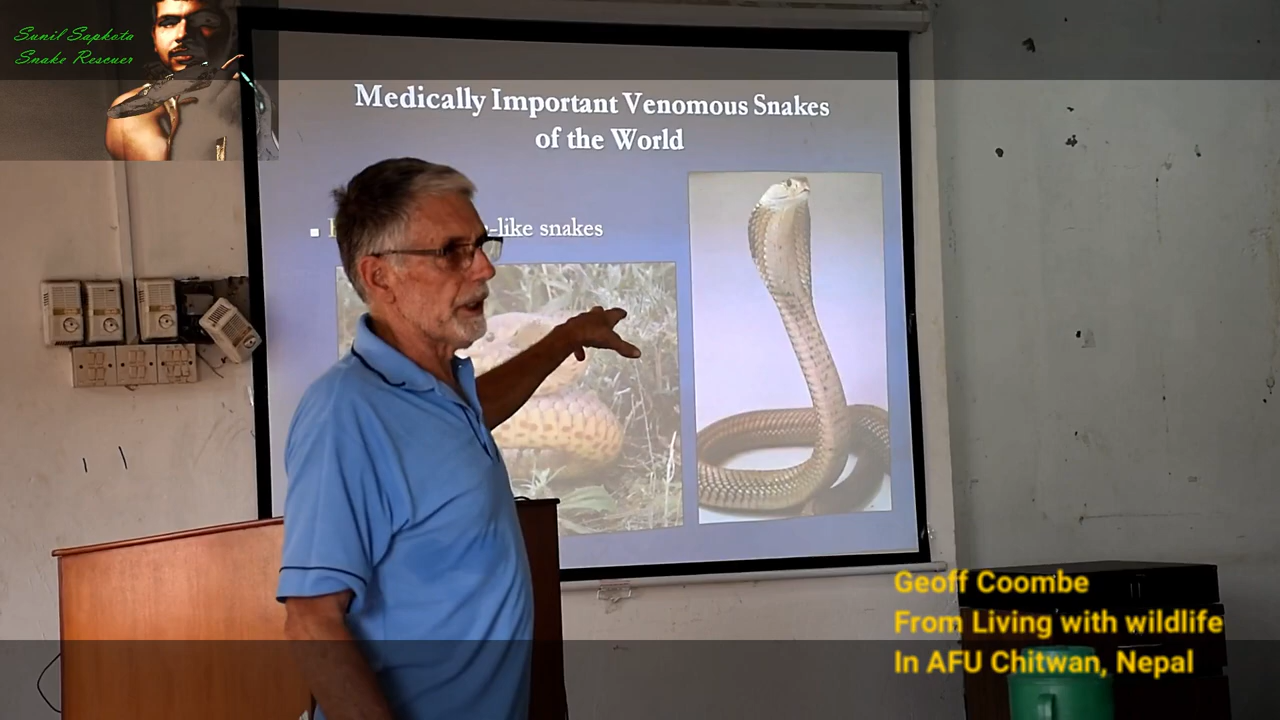 Sunil Sapkota
Snake Rescuer
Medically Important Venomous Snakes
of the World
-like snakes
Geoff Coombe
From Living with wildlife
In AFU Chitwan, Nepal